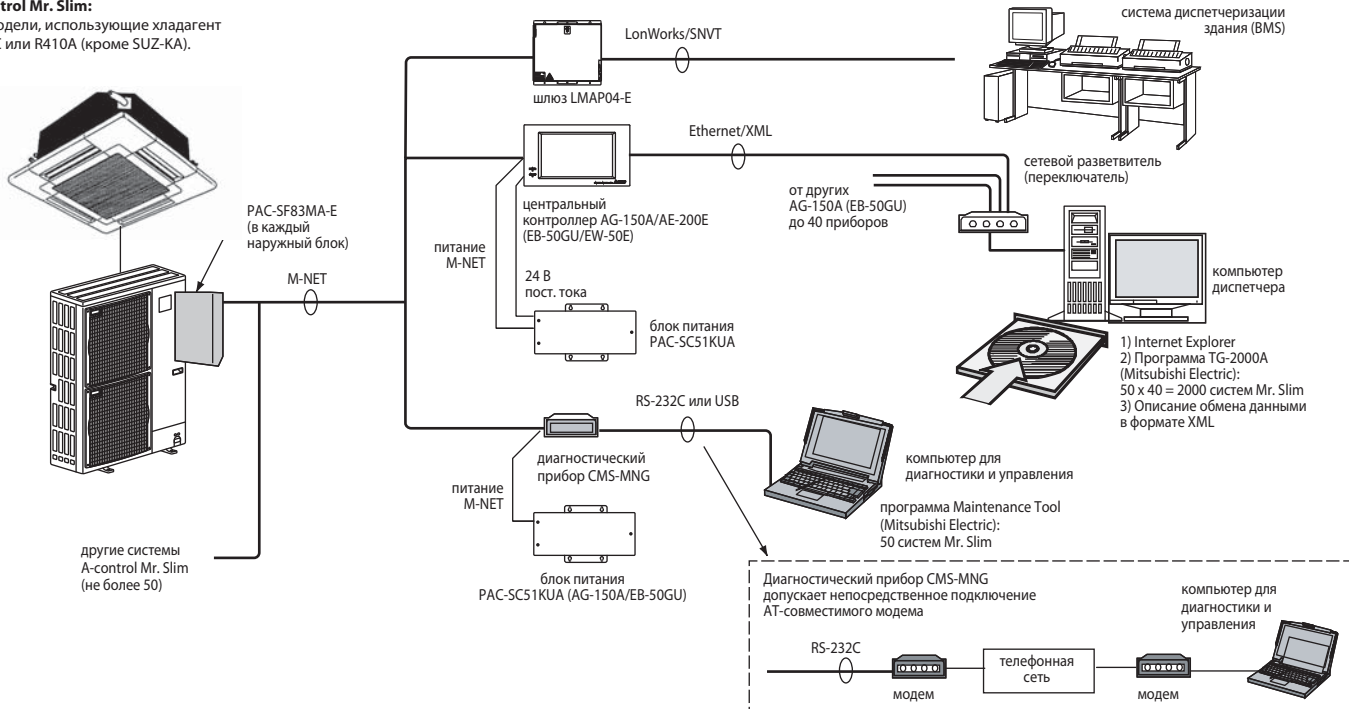 ntrol Mr. Slim:
одели, использующие хладагент
или R410A (кроме SUZ-KA).
PAC-SF83MA-E
(в каждый
наружный блок)
M-NET
другие системы
A-control Mr. Slim
(не более 50)
LonWorks/SNVT
шлюз LMAP04-E
система диспетчеризации
здания (BMS)
Ethernet/XML
центральный
контроллер AG-150A/AE-200E
(EB-50GU/EW-50E)
питание
M-NET
24 В
пост. тока
блок питания
PAC-SC51KUA
от других
AG-150A (EB-50GU)
до 40 приборов
сетевой разветвитель
(переключатель)
компьютер
диспетчера
1) Internet Explorer
2) Программа TG-2000A
(Mitsubishi Electric):
50 x 40 = 2000 систем Mr. Slim
3) Описание обмена данными
в формате XML
RS-232C или USB
диагностический
прибор CMS-MNG
питание
M-NET
блок питания
PAC-SC51KUA (AG-150A/EB-50GU)
компьютер для
диагностики и управления
программа Maintenance Tool
(Mitsubishi Electric):
50 систем Mr. Slim
Диагностический прибор CMS-MNG
допускает непосредственное подключение
АТ-совместимого модема
RS-232C
модем
телефонная
сеть
модем
компьютер для
диагностики и
управления